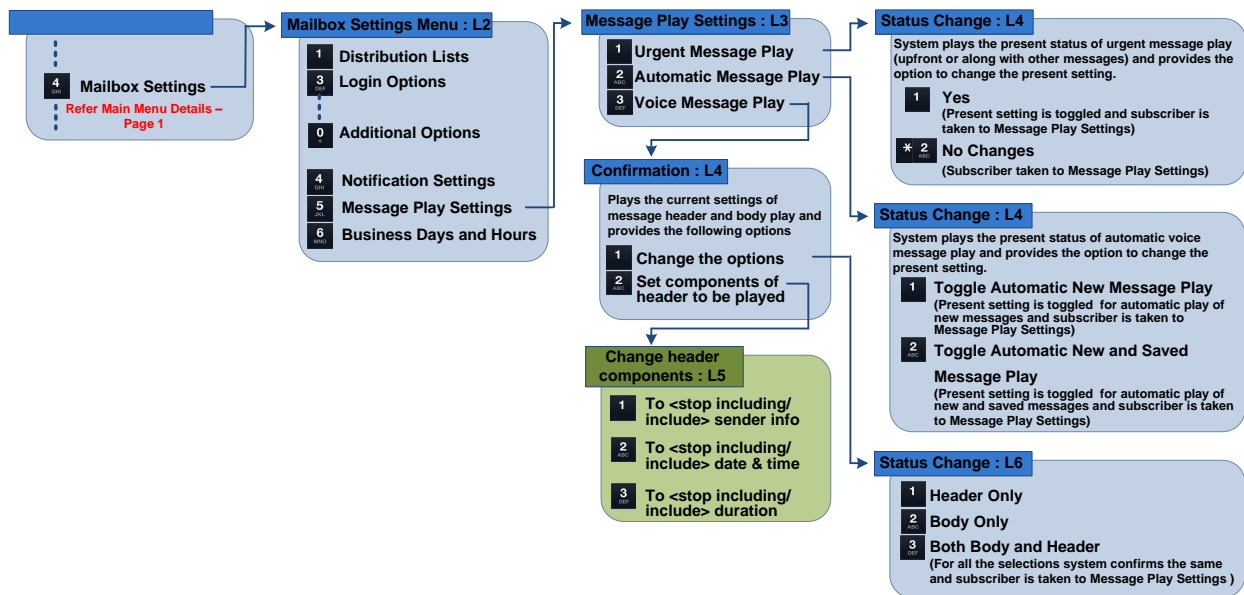 4
GHI
Mailbox Settings
Refer Main Menu Details –
Page 1
Mailbox Settings Menu : L2
1
Distribution Lists
3
DEF
Login Options
0
+
Additional Options
4
GHI
Notification Settings
5
JKL
Message Play Settings
6
MNO
Business Days and Hours
Message Play Settings : L3
1
Urgent Message Play
2
ABC
Automatic Message Play
3
DEF
Voice Message Play
Confirmation : L4
Plays the current settings of
message header and body play and
provides the following options
1
Change the options
2
ABC
Set components of
header to be played
Change header
components : L5
1
To <stop including/
include> sender info
2
ABC
To <stop including/
include> date & time
3
DEF
To <stop including/
include> duration
Status Change : L4
System plays the present status of urgent message play
(upfront or along with other messages) and provides the
option to change the present setting.
1
Yes
(Present setting is toggled and subscriber is
taken to Message Play Settings)
* 2
ABC
No Changes
(Subscriber taken to Message Play Settings)
Status Change : L4
System plays the present status of automatic voice
message play and provides the option to change the
present setting.
1
Toggle Automatic New Message Play
(Present setting is toggled for automatic play of
new messages and subscriber is taken to
Message Play Settings)
2
ABC
Toggle Automatic New and Saved
Message Play
(Present setting is toggled for automatic play of
new and saved messages and subscriber is taken
to Message Play Settings)
Status Change : L6
1
Header Only
2
ABC
Body Only
3
DEF
Both Body and Header
(For all the selections system confirms the same
and subscriber is taken to Message Play Settings )